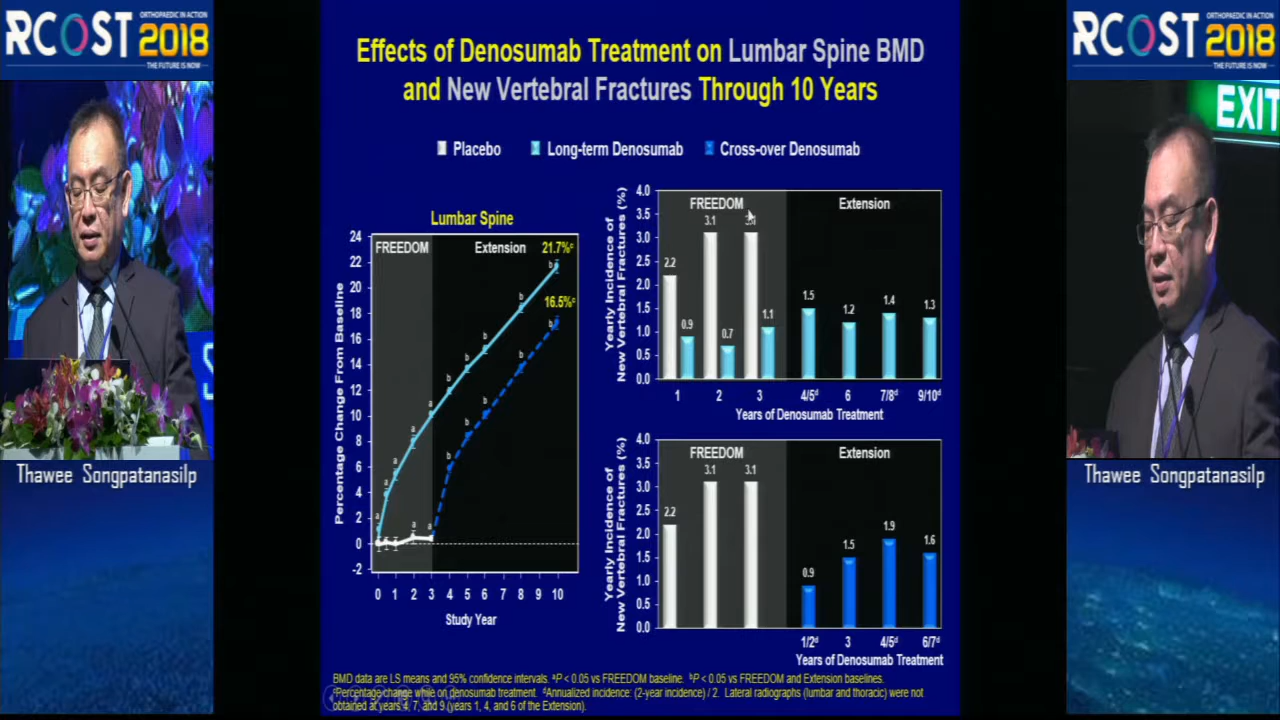 RCOST 2018
ORTHOPAEDIC IN ACTION
THE FUTURE IS NOW
Effects of Denosumab Treatment on Lumbar Spine BMD
and New Vertebral Fractures Through 10 Years
Placebo
Long-term Denosumab
Cross-over Denosumab
Lumbar Spine
FREEDOM
Extension
21.7%c
16.5%c
Percentage Change From Baseline
24
22
20
18
16
14
12
10
8
6
4
2
0
-2
a a a a a a a
b b b b b
b b b b b
0 1 2 3 4 5 6 7 8 9 10
Study Year
Yearly Incidence of
New Vertebral Fractures (%)
4.0
3.5
3.0
2.5
2.0
1.5
1.0
0.5
0.0
FREEDOM
Extension
2.2 0.9 3.1 0.7 1.1 1.5 1.2 1.4 1.3
1 2 3 4/5d 6 7/8d 9/10d
Years of Denosumab Treatment
Yearly Incidence of
New Vertebral Fractures (%)
4.0
3.5
3.0
2.5
2.0
1.5
1.0
0.5
0.0
FREEDOM
Extension
2.2 3.1 3.1 0.9 1.5 1.9 1.6
1/2d 3 4/5d 6/7d
Years of Denosumab Treatment
BMD data are LS means and 95% confidence intervals. aP < 0.05 vs FREEDOM baseline. bP < 0.05 vs FREEDOM and Extension baselines.
cPercentage change while on denosumab treatment. dAnnualized incidence: (2-year incidence) / 2. Lateral radiographs (lumbar and thoracic) were not
obtained at years 4, 7, and 9 (years 1, 4, and 6 of the Extension).
Thawee Songpatanasilp
RCOST 2018
ORTHOPAEDIC IN ACTION
THE FUTURE IS NOW
EXIT
Thawee Songpatanasilp